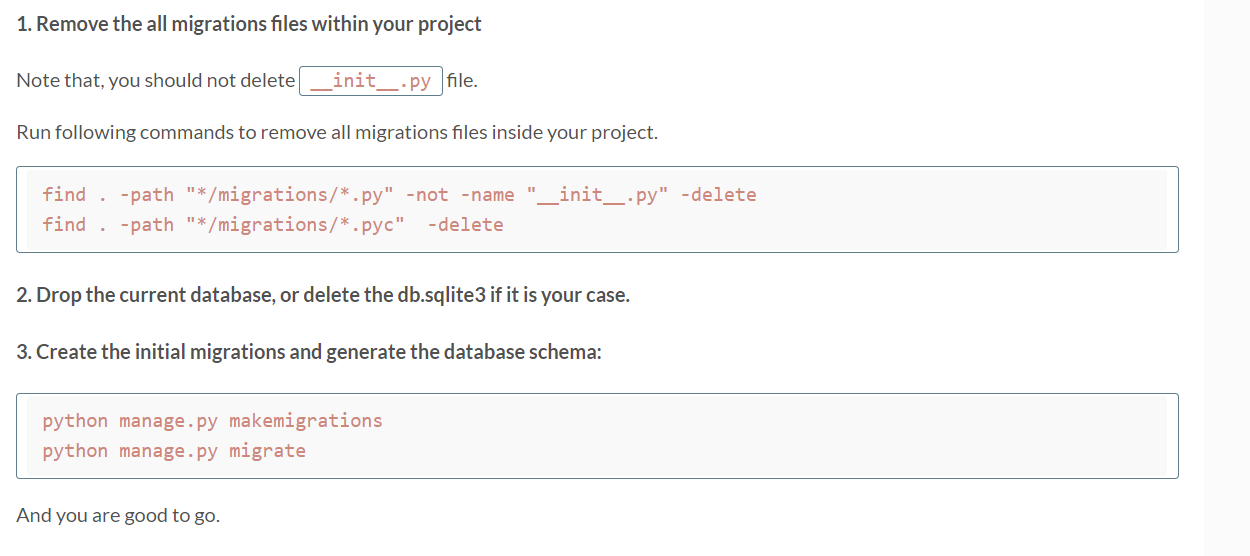 1. Remove the all migrations files within your project
Note that, you should not delete __init__.py file.
Run following commands to remove all migrations files inside your project.
find . -path "*/migrations/*.py" -not -name "__init__.py" -delete
find . -path "*/migrations/*.pyc"  -delete
2. Drop the current database, or delete the db.sqlite3 if it is your case.
3. Create the initial migrations and generate the database schema:
python manage.py makemigrations
python manage.py migrate
And you are good to go.